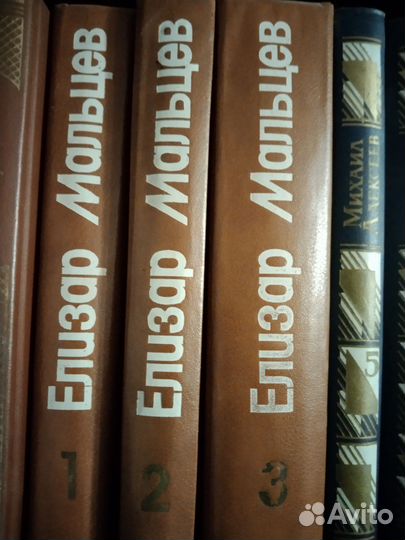 Елизар Мальцев
1
Елизар Мальцев
2
Елизар Мальцев
3
Михаил
Алексеев
5
Avito